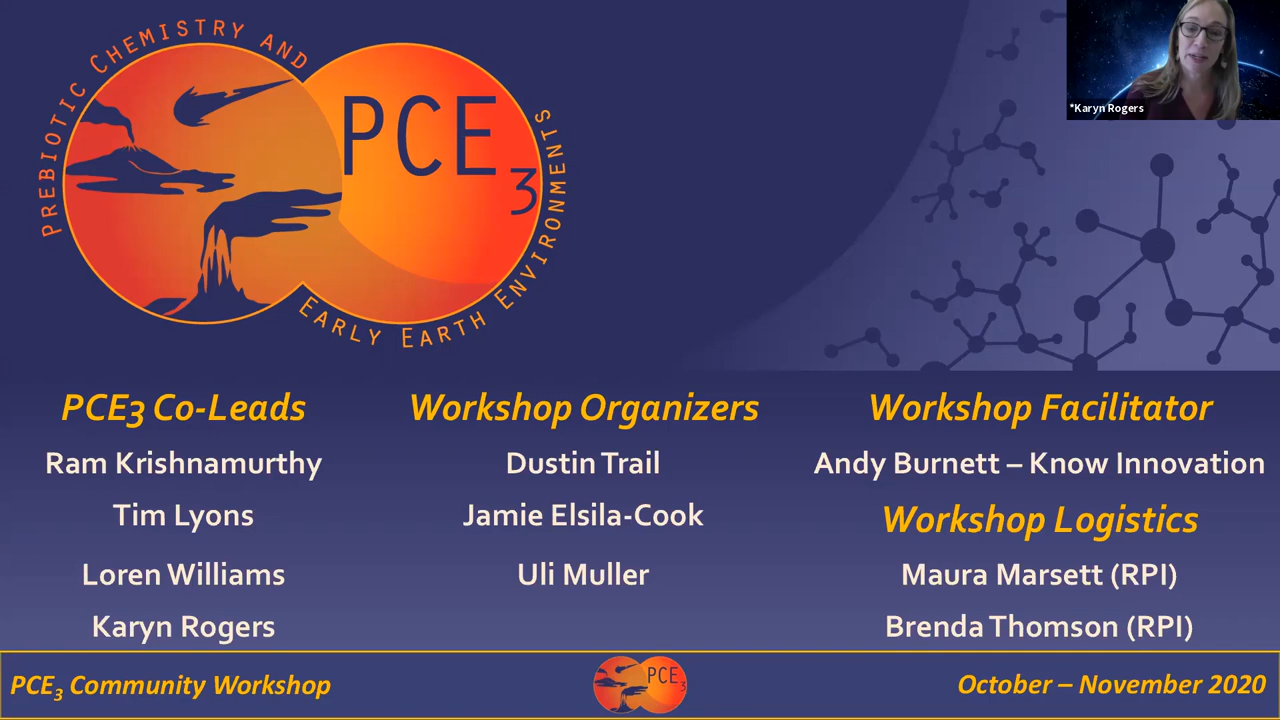 PREBIOTIC CHEMISTRY AND
EARLY EARTH ENVIRONMENTS
PCE3
*Karyn Rogers
PCE3 Co-Leads
Ram Krishnamurthy
Tim Lyons
Loren Williams
Karyn Rogers
Workshop Organizers
Dustin Trail
Jamie Elsila-Cook
Uli Muller
Workshop Facilitator
Andy Burnett – Know Innovation
Workshop Logistics
Maura Marsett (RPI)
Brenda Thomson (RPI)
PCE3 Community Workshop
PCE3
October – November 2020